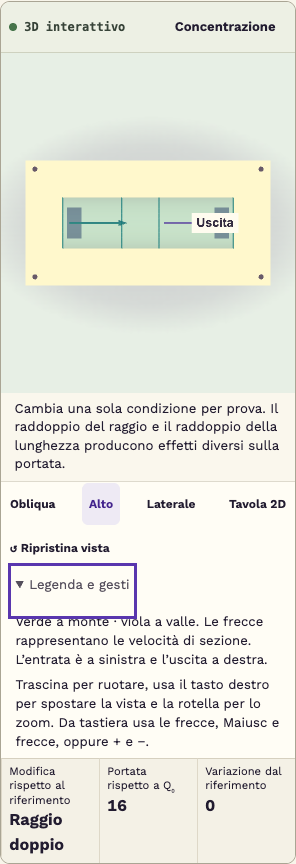 3D interattivo
Concentrazione
Uscita
Cambia una sola condizione per prova. Il
raddoppio del raggio e il raddoppio della
lunghezza producono effetti diversi sulla
portata.
Obliqua
Alto
Laterale
Tavola 2D
↺ Ripristina vista
▼ Legenda e gesti
Verde a monte · viola a valle. Le frecce
rappresentano le velocità di sezione.
L’entrata è a sinistra e l’uscita a destra.
Trascina per ruotare, usa il tasto destro
per spostare la vista e la rotella per lo
zoom. Da tastiera usa le frecce, Maiusc e
frecce, oppure + e −.
Modifica
rispetto al
riferimento
Raggio
doppio
Portata
rispetto a Q₀
16
Variazione dal
riferimento
0